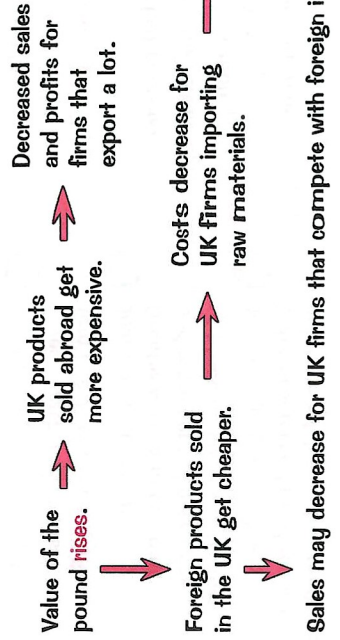 Value of the
pound rises.
UK products
sold abroad get
more expensive.
Decreased sales
and profits for
firms that
export a lot.
Foreign products sold
in the UK get cheaper.
Costs decrease for
UK firms importing
raw materials.
Sales may decrease for UK firms that compete with foreign